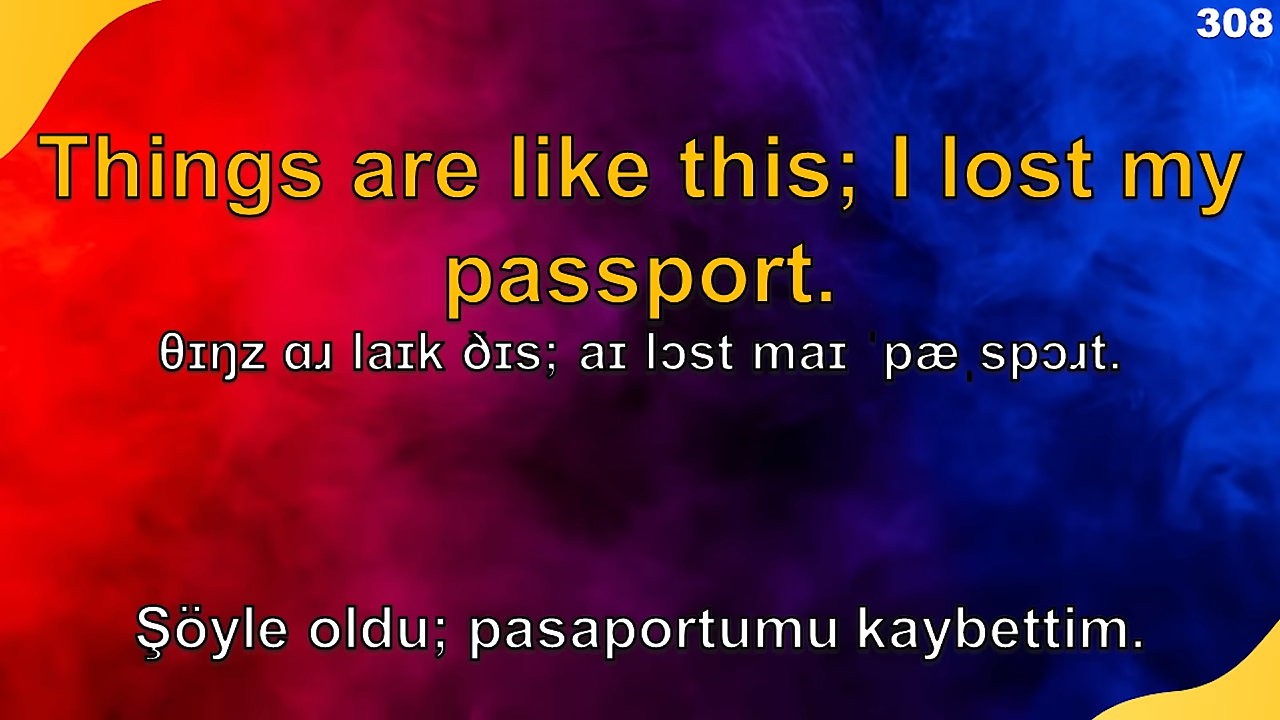 308
Things are like this; I lost my
passport.
θɪŋz ɑɹ laɪk ðɪs; aɪ lɔst maɪ ˈpæˌspɔɹt.
Şöyle oldu; pasaportumu kaybettim.